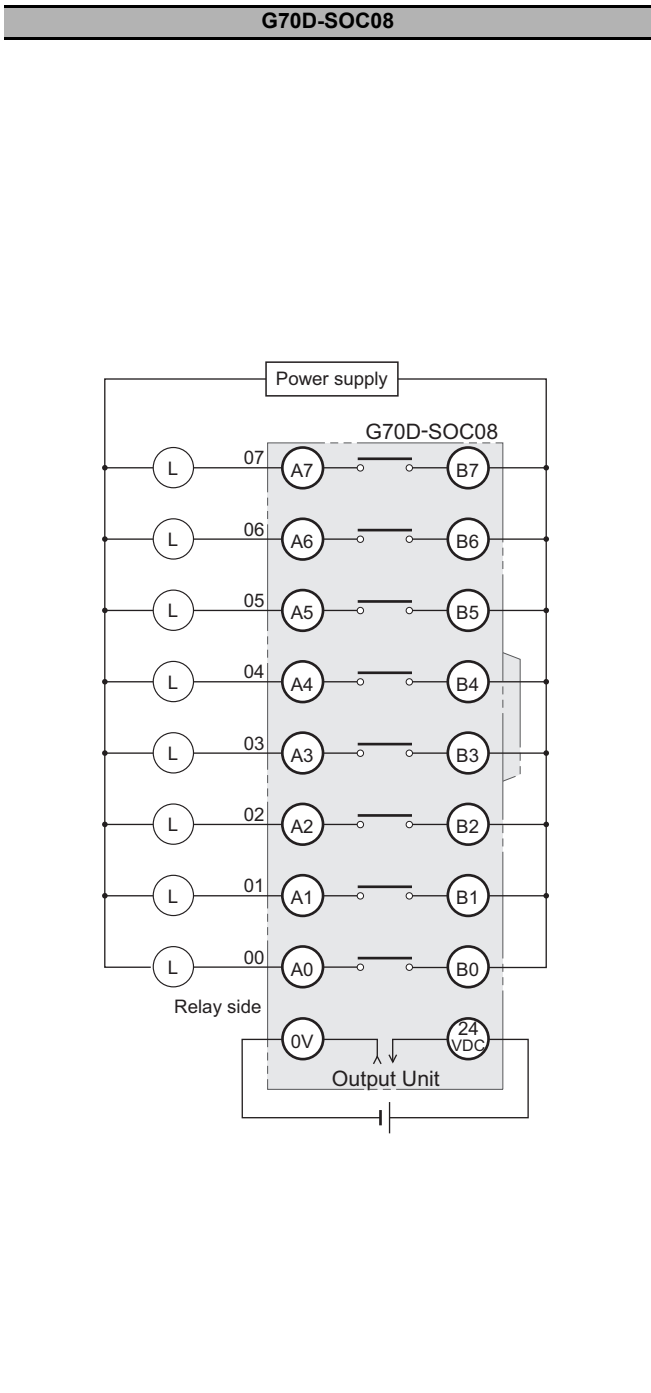 G70D-SOC08
Power supply
G70D-SOC08
L 07 A7 B7
L 06 A6 B6
L 05 A5 B5
L 04 A4 B4
L 03 A3 B3
L 02 A2 B2
L 01 A1 B1
L 00 A0 B0
Relay side
0V 24 VDC
Output Unit